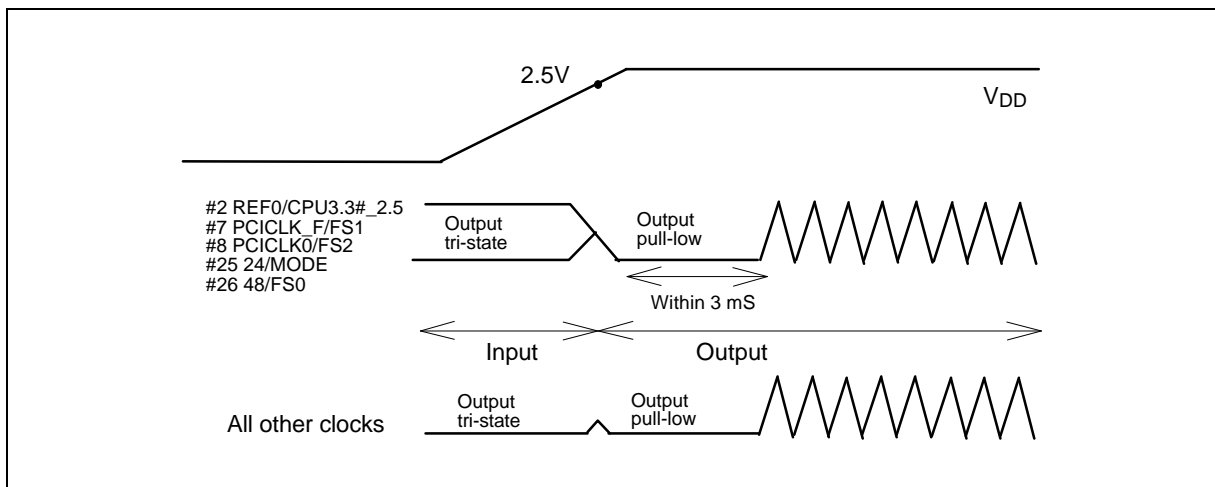 2.5V
VDD
#2 REF0/CPU3.3#_2.5
#7 PCICLK_F/FS1
#8 PCICLK0/FS2
#25 24/MODE
#26 48/FS0
Output
tri-state
Output
pull-low
Within 3 mS
Input
Output
All other clocks
Output
tri-state
Output
pull-low